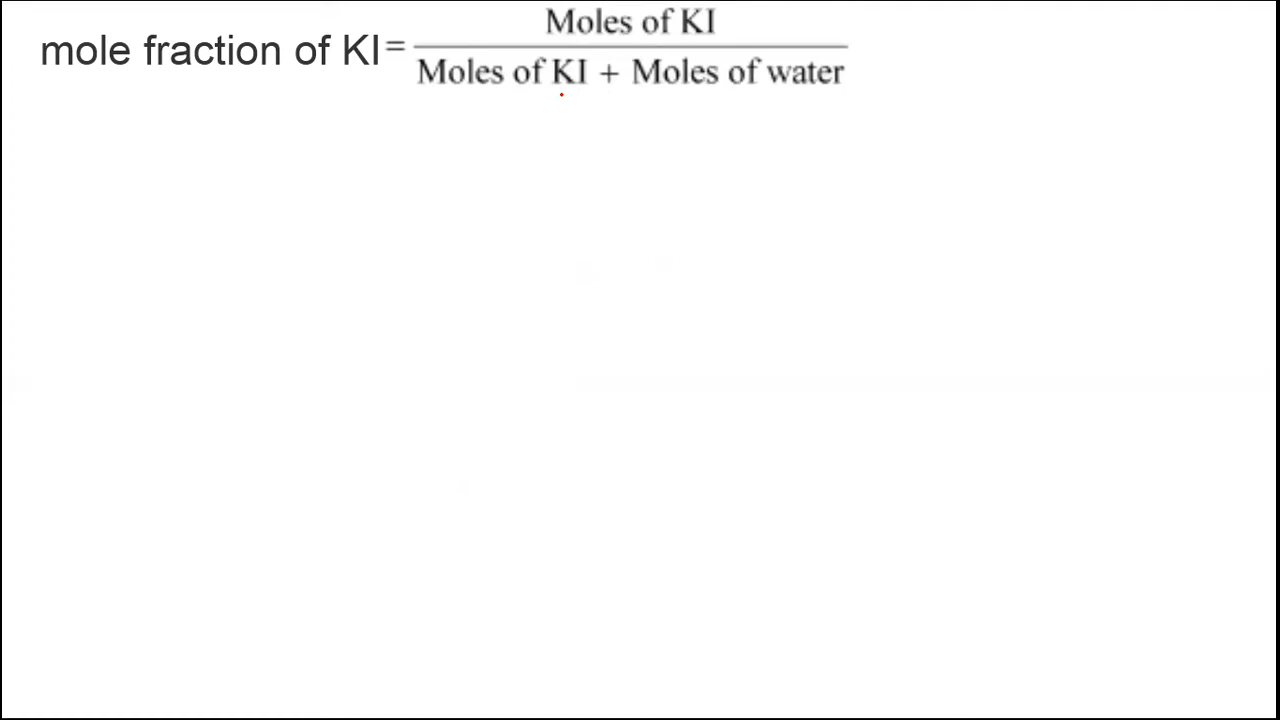 mole fraction of KI = Moles of KI
Moles of KI + Moles of water